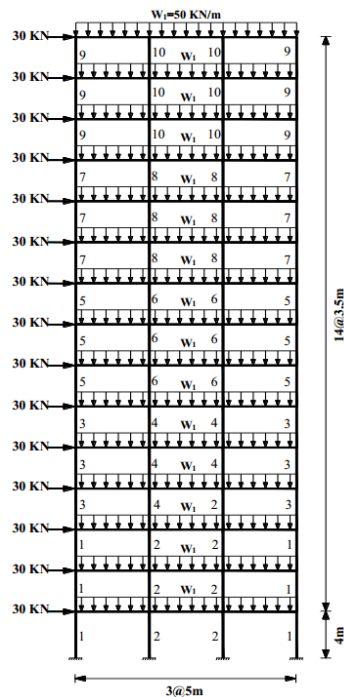 W₁=50 KN/m
30 KN
9 10 W₁ 10 9
30 KN
9 10 W₁ 10 9
30 KN
9 10 W₁ 10 9
30 KN
7 8 W₁ 8 7
30 KN
7 8 W₁ 8 7
30 KN
7 8 W₁ 8 7
30 KN
5 6 W₁ 6 5
30 KN
5 6 W₁ 6 5
30 KN
5 6 W₁ 6 5
30 KN
3 4 W₁ 4 3
30 KN
3 4 W₁ 4 3
30 KN
3 4 W₁ 2 3
30 KN
1 2 W₁ 2 1
30 KN
1 2 W₁ 2 1
30 KN
1 2 2 1
14@3.5m
4m
3@5m